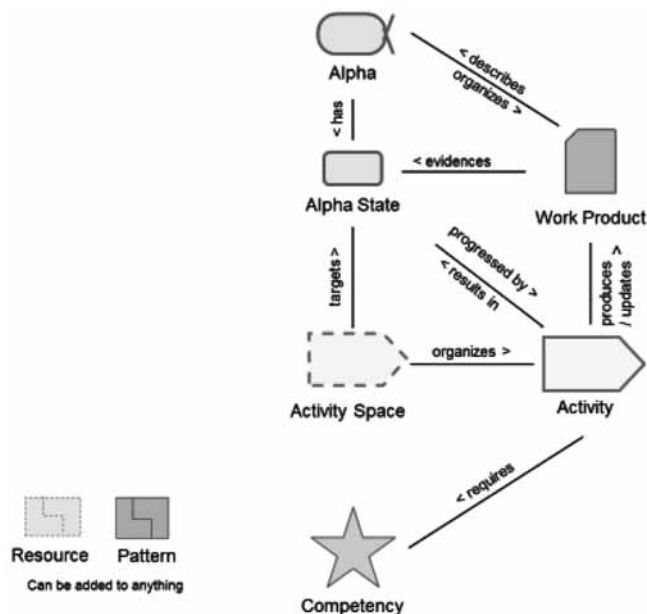 Alpha
< describes
organizes >
< has
< evidences
Alpha State
Work Product
targets >
progressed by >
< results in
produces >
/ updates
organizes >
Activity Space
Activity
< requires
Resource
Pattern
Can be added to anything
Competency